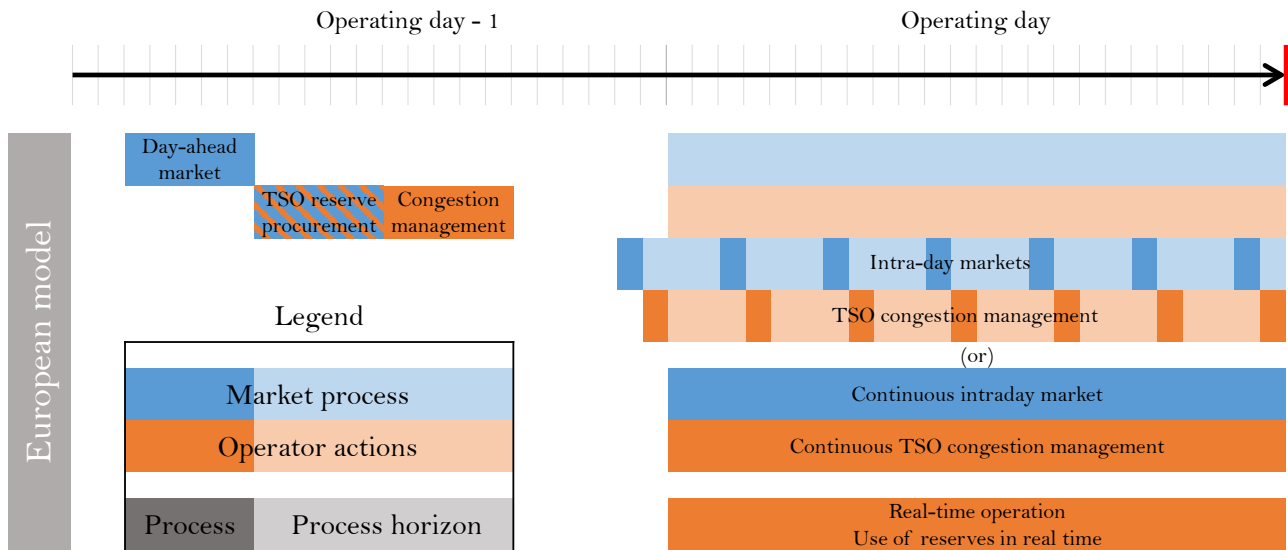 Operating day - 1
Operating day
European model
Day-ahead
market
TSO reserve
procurement
Congestion
management
Intra-day markets
TSO congestion management
(or)
Continuous intraday market
Continuous TSO congestion management
Real-time operation
Use of reserves in real time
Legend
Market process
Operator actions
Process
Process horizon